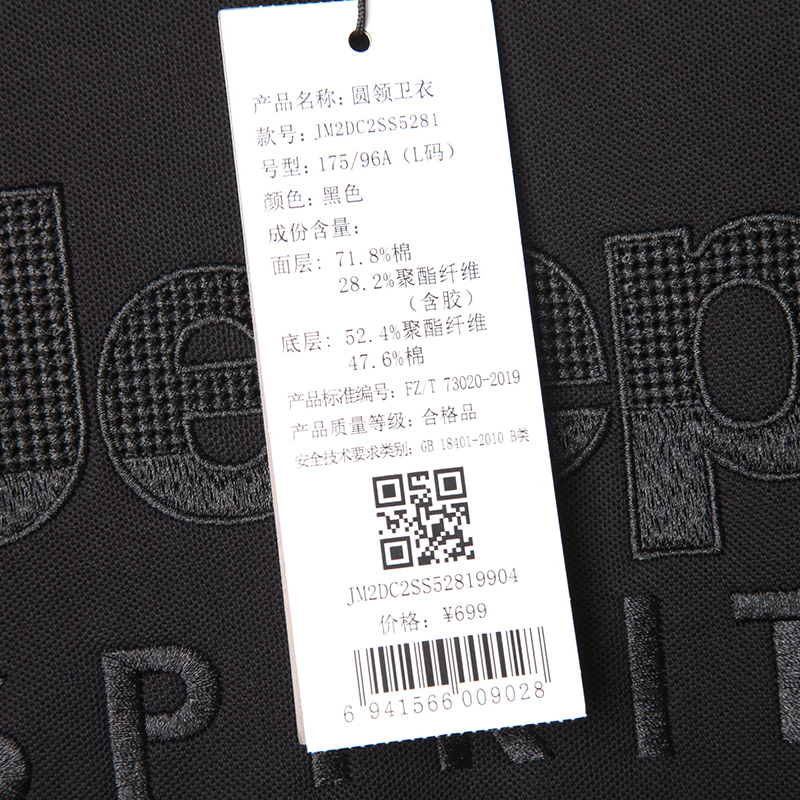 产品名称: 圆领卫衣
款号: JM2DC2SS5281
号型: 175/96A (L码)
颜色: 黑色
成份含量:
面层: 71.8%棉
28.2%聚酯纤维
(含胶)
底层: 52.4%聚酯纤维
47.6%棉
产品标准编号: FZ/T 73020-2019
产品质量等级: 合格品
安全技术要求类别: GB 18401-2010 B类
JM2DC2SS52819904
价格: ¥699
6 941566 009028
Jeep
SPIRIT